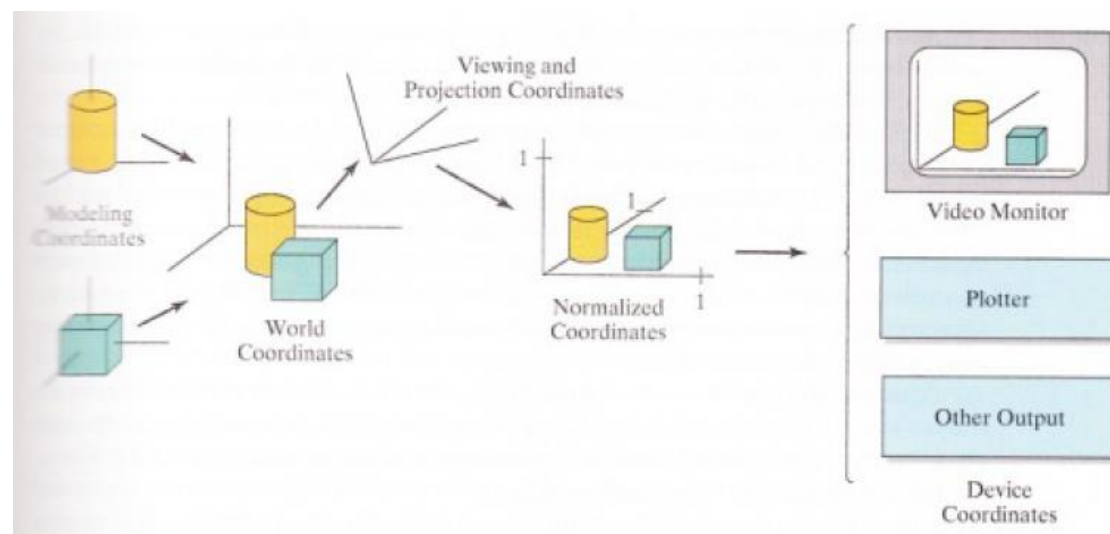 Viewing and
Projection Coordinates
Modeling
Coordinates
World
Coordinates
1
1
1
Normalized
Coordinates
Video Monitor
Plotter
Other Output
Device
Coordinates